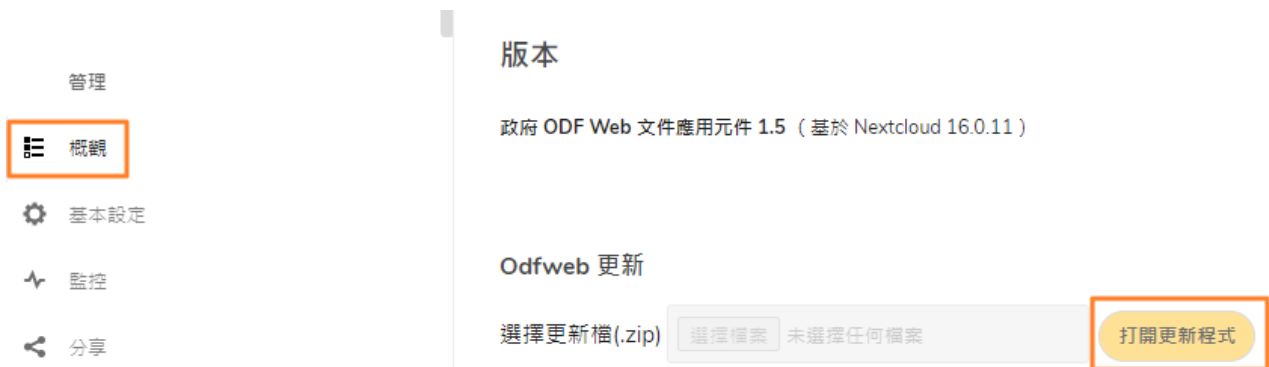 管理
概觀
基本設定
監控
分享
版本
政府 ODF Web 文件應用元件 1.5 （基於 Nextcloud 16.0.11）
Odfweb 更新
選擇更新檔(.zip) 選擇檔案 未選擇任何檔案 打開更新程式